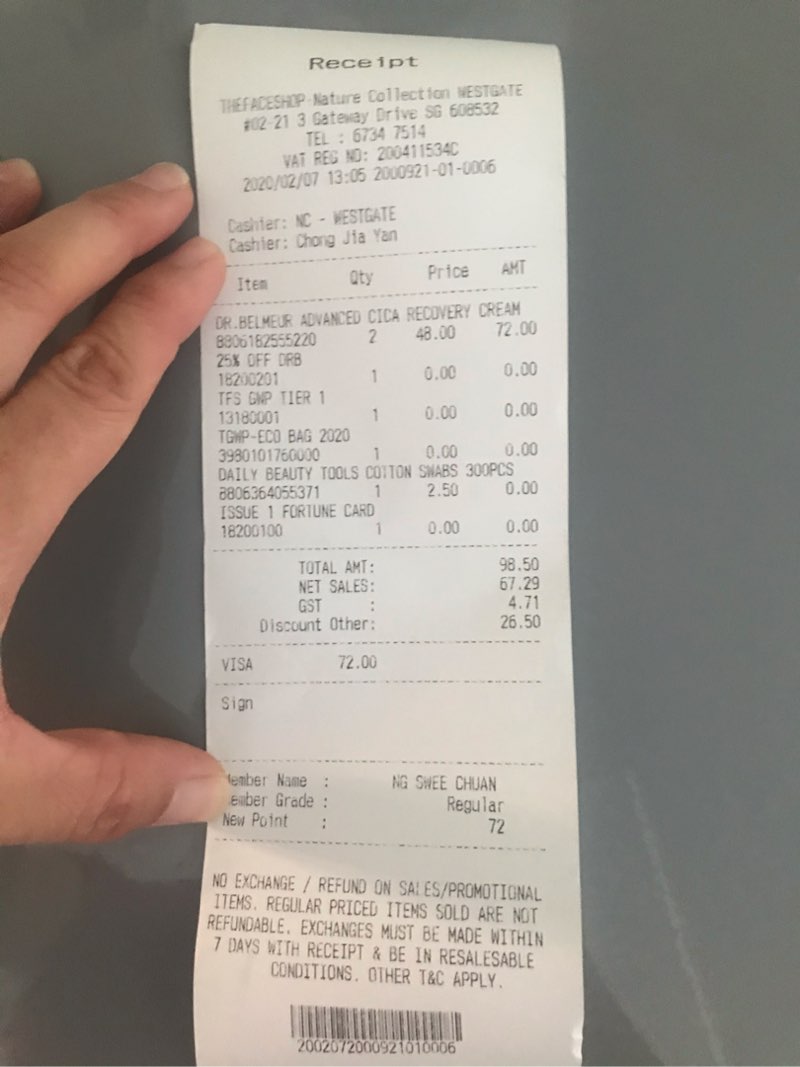 Receipt
THEFACESHOP Nature Collection WESTGATE
#02-21 3 Gateway Drive SG 608532
TEL : 6734 7514
VAT REG NO: 200411534C
2020/02/07 13:05 2000921-01-0006
Cashier: NC - WESTGATE
Cashier: Chong Jia Yan
Item Qty Price AMT
DR.BELMEUR ADVANCED CICA RECOVERY CREAM
8806182555220 2 48.00 72.00
25% OFF DRB
18200201 1 0.00 0.00
TFS GWP TIER 1
13180001 1 0.00 0.00
TGWP-ECO BAG 2020
3980101760000 1 0.00 0.00
DAILY BEAUTY TOOLS COTTON SWABS 300PCS
8806364055371 1 2.50 0.00
ISSUE 1 FORTUNE CARD
18200100 1 0.00 0.00
TOTAL AMT: 98.50
NET SALES: 67.29
GST : 4.71
Discount Other: 26.50
VISA 72.00
Sign
Member Name : NG SWEE CHUAN
Member Grade : Regular
New Point : 72
NO EXCHANGE / REFUND ON SALES/PROMOTIONAL
ITEMS. REGULAR PRICED ITEMS SOLD ARE NOT
REFUNDABLE. EXCHANGES MUST BE MADE WITHIN
7 DAYS WITH RECEIPT & BE IN RESALESABLE
CONDITIONS. OTHER T&C APPLY.
2002072000921010006